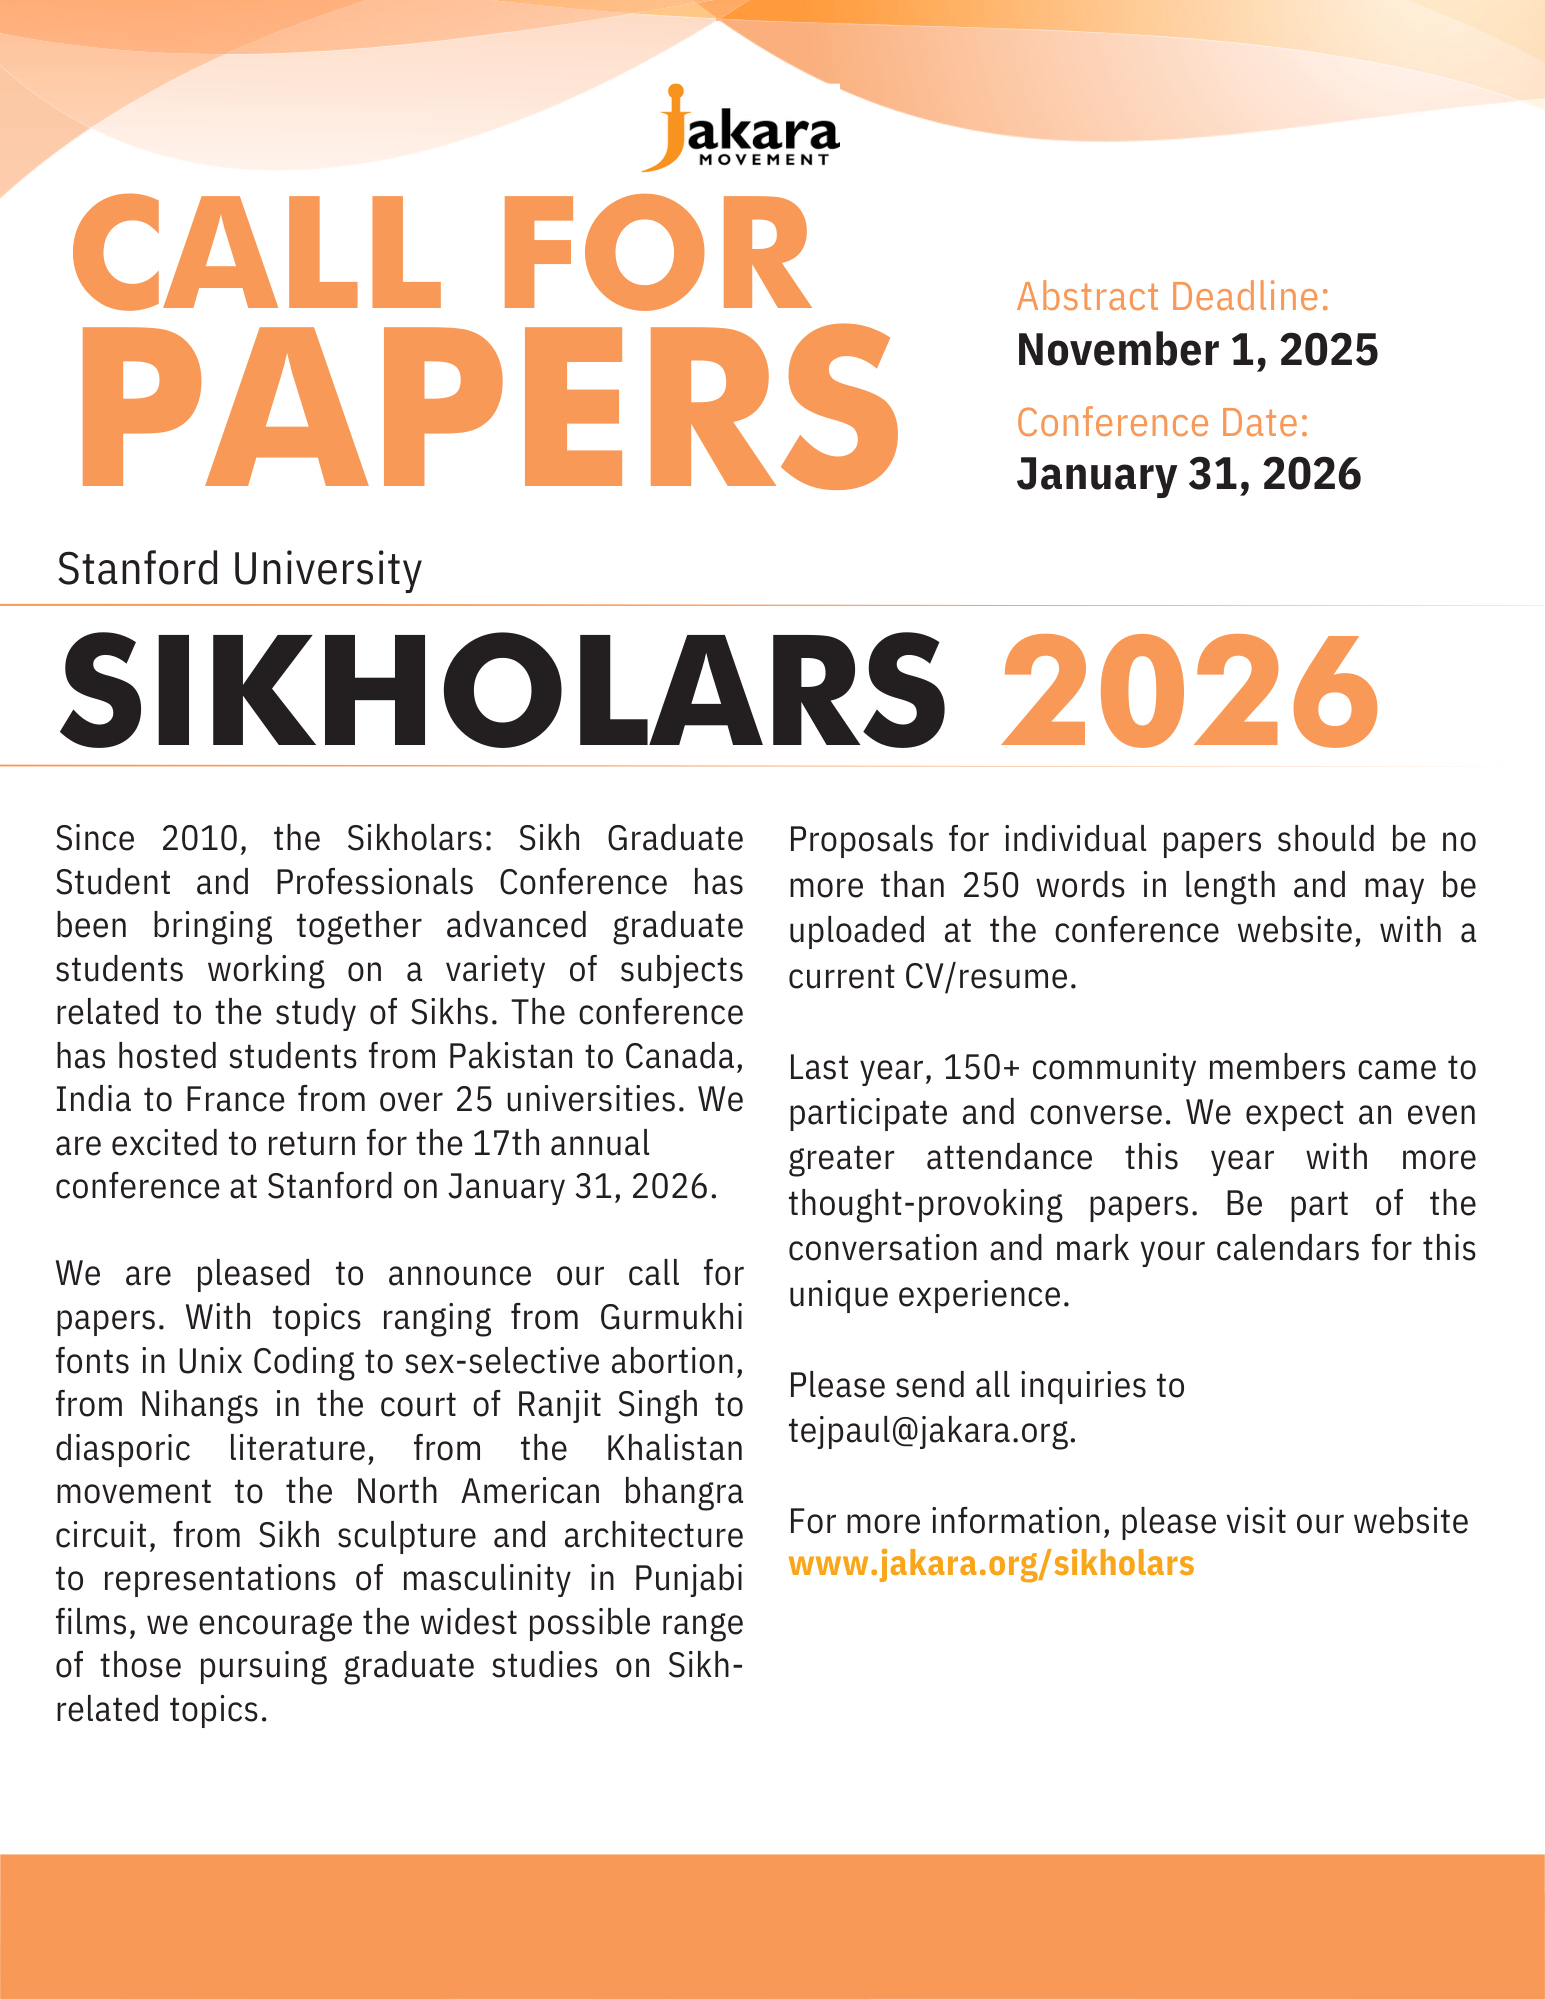 jakara
MOVEMENT
CALL FOR
PAPERS
Abstract Deadline:
November 1, 2025
Conference Date:
January 31, 2026
Stanford University
SIKHOLARS 2026
Since 2010, the Sikholars: Sikh Graduate
Student and Professionals Conference has
been bringing together advanced graduate
students working on a variety of subjects
related to the study of Sikhs. The conference
has hosted students from Pakistan to Canada,
India to France from over 25 universities. We
are excited to return for the 17th annual
conference at Stanford on January 31, 2026.
We are pleased to announce our call for
papers. With topics ranging from Gurmukhi
fonts in Unix Coding to sex-selective abortion,
from Nihangs in the court of Ranjit Singh to
diasporic literature, from the Khalistan
movement to the North American bhangra
circuit, from Sikh sculpture and architecture
to representations of masculinity in Punjabi
films, we encourage the widest possible range
of those pursuing graduate studies on Sikh-
related topics.
Proposals for individual papers should be no
more than 250 words in length and may be
uploaded at the conference website, with a
current CV/resume.
Last year, 150+ community members came to
participate and converse. We expect an even
greater attendance this year with more
thought-provoking papers. Be part of the
conversation and mark your calendars for this
unique experience.
Please send all inquiries to
tejpaul@jakara.org.
For more information, please visit our website
www.jakara.org/sikholars